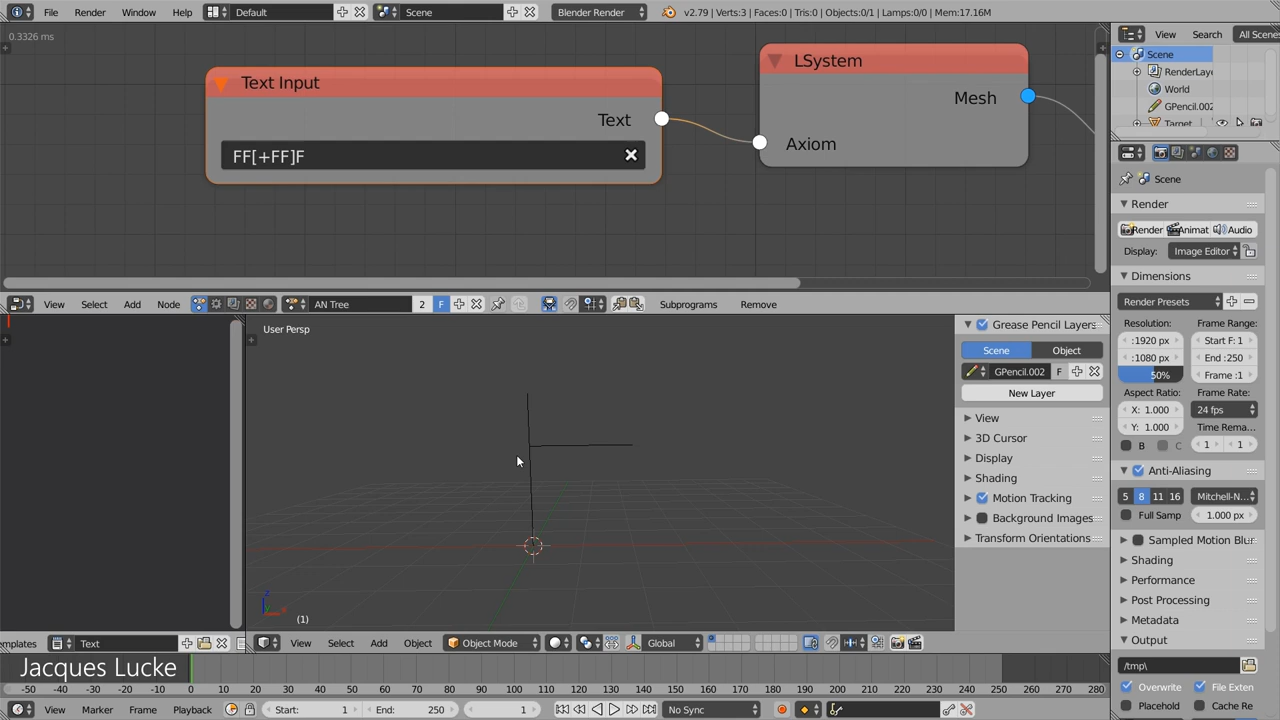 File Render Window Help Default Scene Blender Render v2.79 | Verts:3 | Faces:0 | Tris:0 | Objects:0/1 | Lamps:0/0 | Mem:17.16M
0.3326 ms
Text Input
Text
FF[+FF]F
LSystem
Mesh
Axiom
View Select Add Node AN Tree 2 F Subprograms Remove
User Persp
(1)
Grease Pencil Layers
Scene Object
GPencil.002 F
New Layer
View
3D Cursor
Display
Shading
Motion Tracking
Background Images
Transform Orientations
View Search All Scene
Scene
RenderLaye
World
GPencil.002
Target
Scene
Render
Render Animat Audio
Display: Image Editor
Dimensions
Render Presets
Resolution: Frame Range:
:1920 px Start F: 1
:1080 px End :250
50% Frame :1
Aspect Ratio: Frame Rate:
X: 1.000 24 fps
Y: 1.000 Time Rema...
B C 1 1
Anti-Aliasing
5 8 11 16 Mitchell-N...
Full Samp 1.000 px
Sampled Motion Blur
Shading
Performance
Post Processing
Metadata
Output
/tmp\
Overwrite File Exten
Placehold Cache Re
mplates Text
View Select Add Object Object Mode Global
Jacques Lucke
-50 -40 -30 -20 -10 0 10 20 30 40 50 60 70 80 90 100 110 120 130 140 150 160 170 180 190 200 210 220 230 240 250 260 270 280
View Marker Frame Playback Start: 1 End: 250 1 No Sync